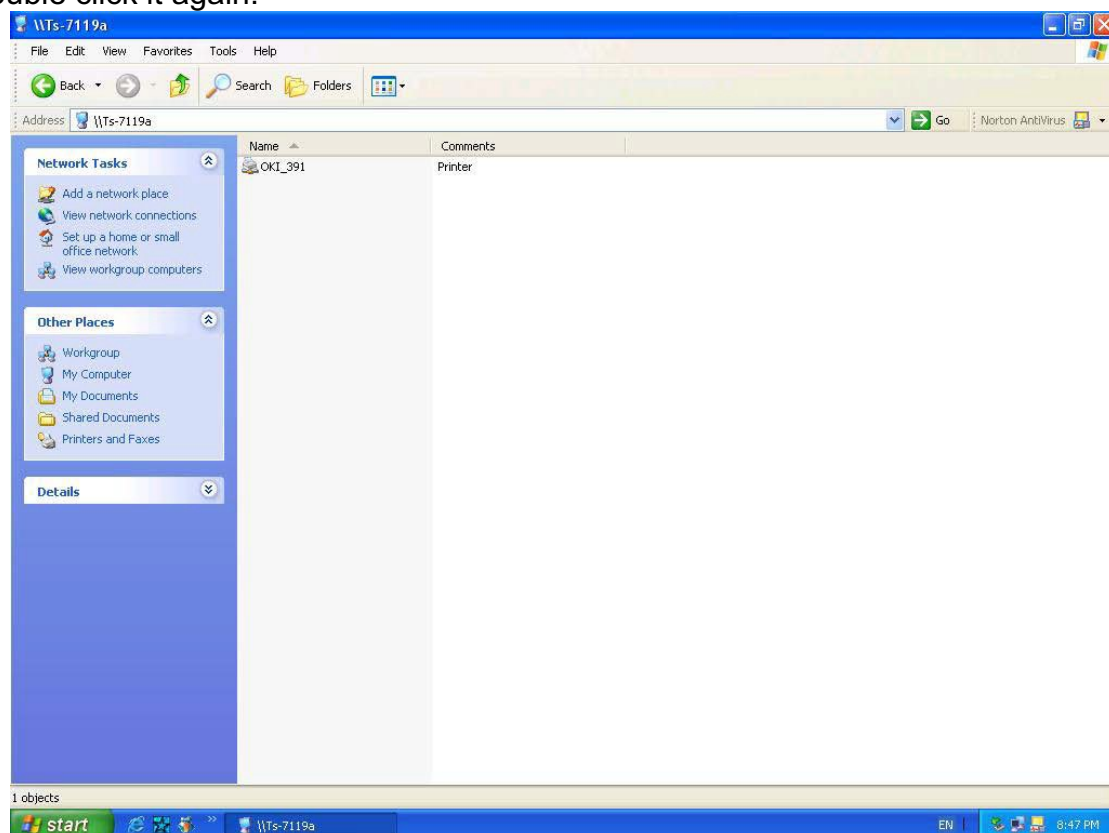 ouble click it again.
\\Ts-7119a
File Edit View Favorites Tools Help
Back Search Folders
Address \\Ts-7119a Go Norton AntiVirus
Name Comments
Network Tasks
OKI_391 Printer
Add a network place
View network connections
Set up a home or small
office network
View workgroup computers
Other Places
Workgroup
My Computer
My Documents
Shared Documents
Printers and Faxes
Details
1 objects
start \\Ts-7119a EN 8:47 PM